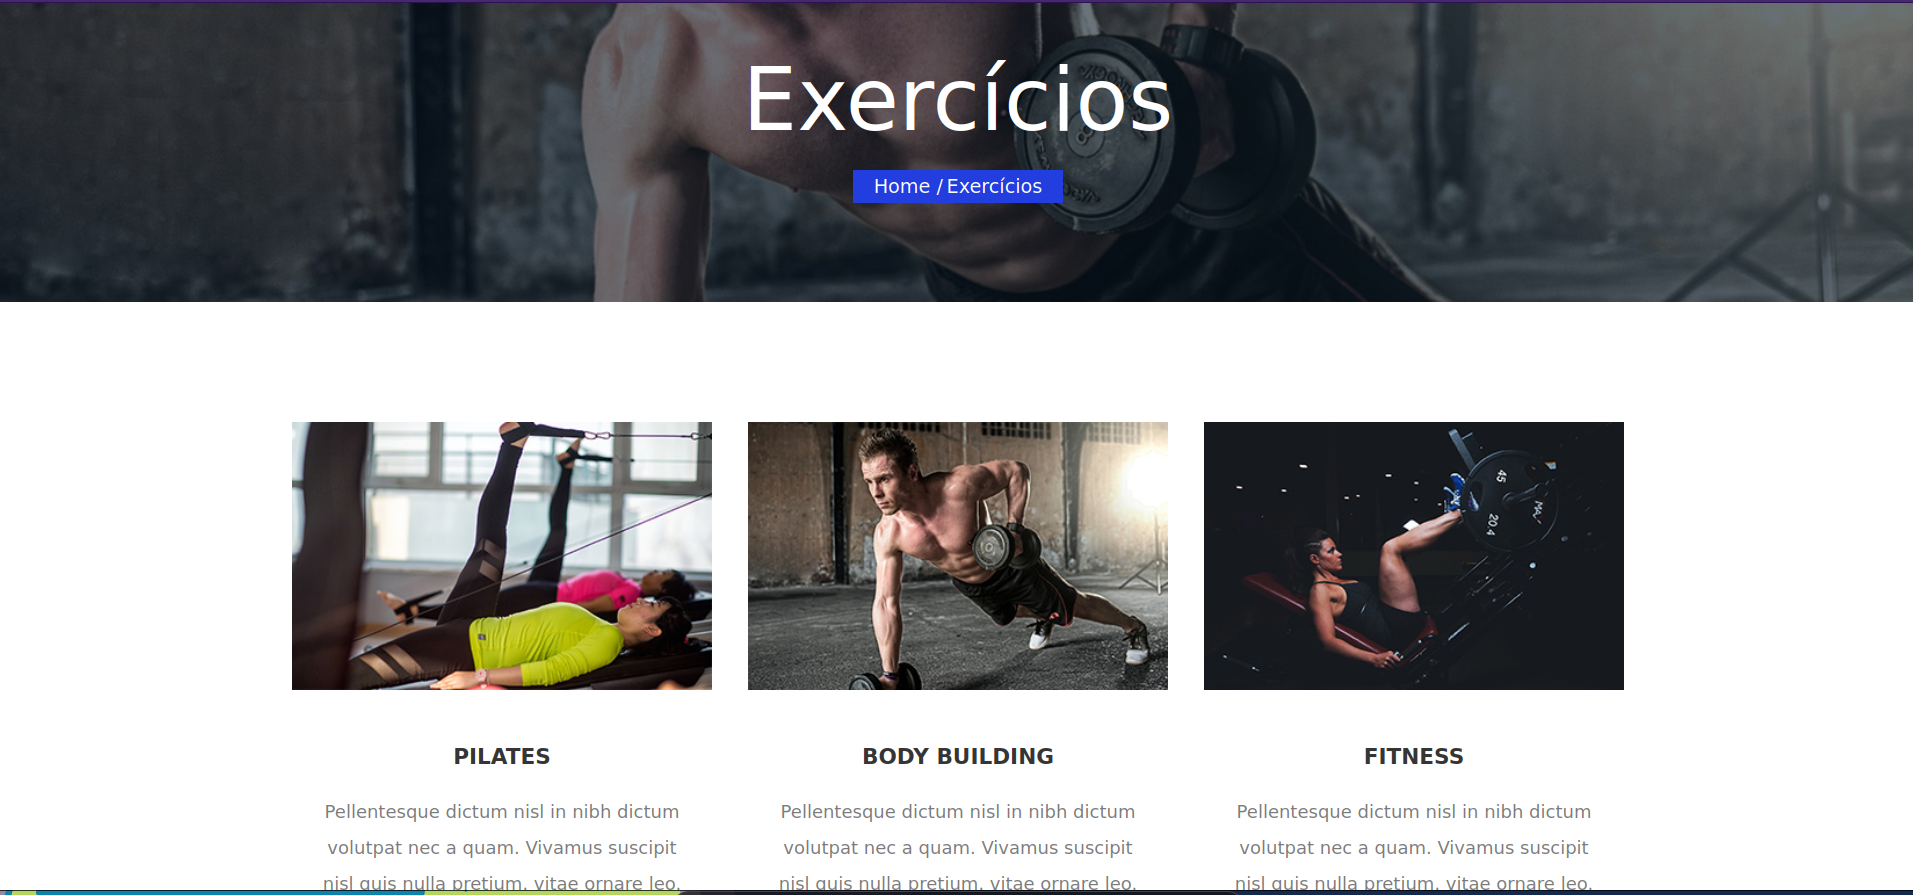 Exercícios
Home / Exercícios
45
20.4
PILATES
Pellentesque dictum nisl in nibh dictum
volutpat nec a quam. Vivamus suscipit
nisl quis nulla pretium, vitae ornare leo.
BODY BUILDING
Pellentesque dictum nisl in nibh dictum
volutpat nec a quam. Vivamus suscipit
nisl quis nulla pretium, vitae ornare leo.
FITNESS
Pellentesque dictum nisl in nibh dictum
volutpat nec a quam. Vivamus suscipit
nisl quis nulla pretium, vitae ornare leo.